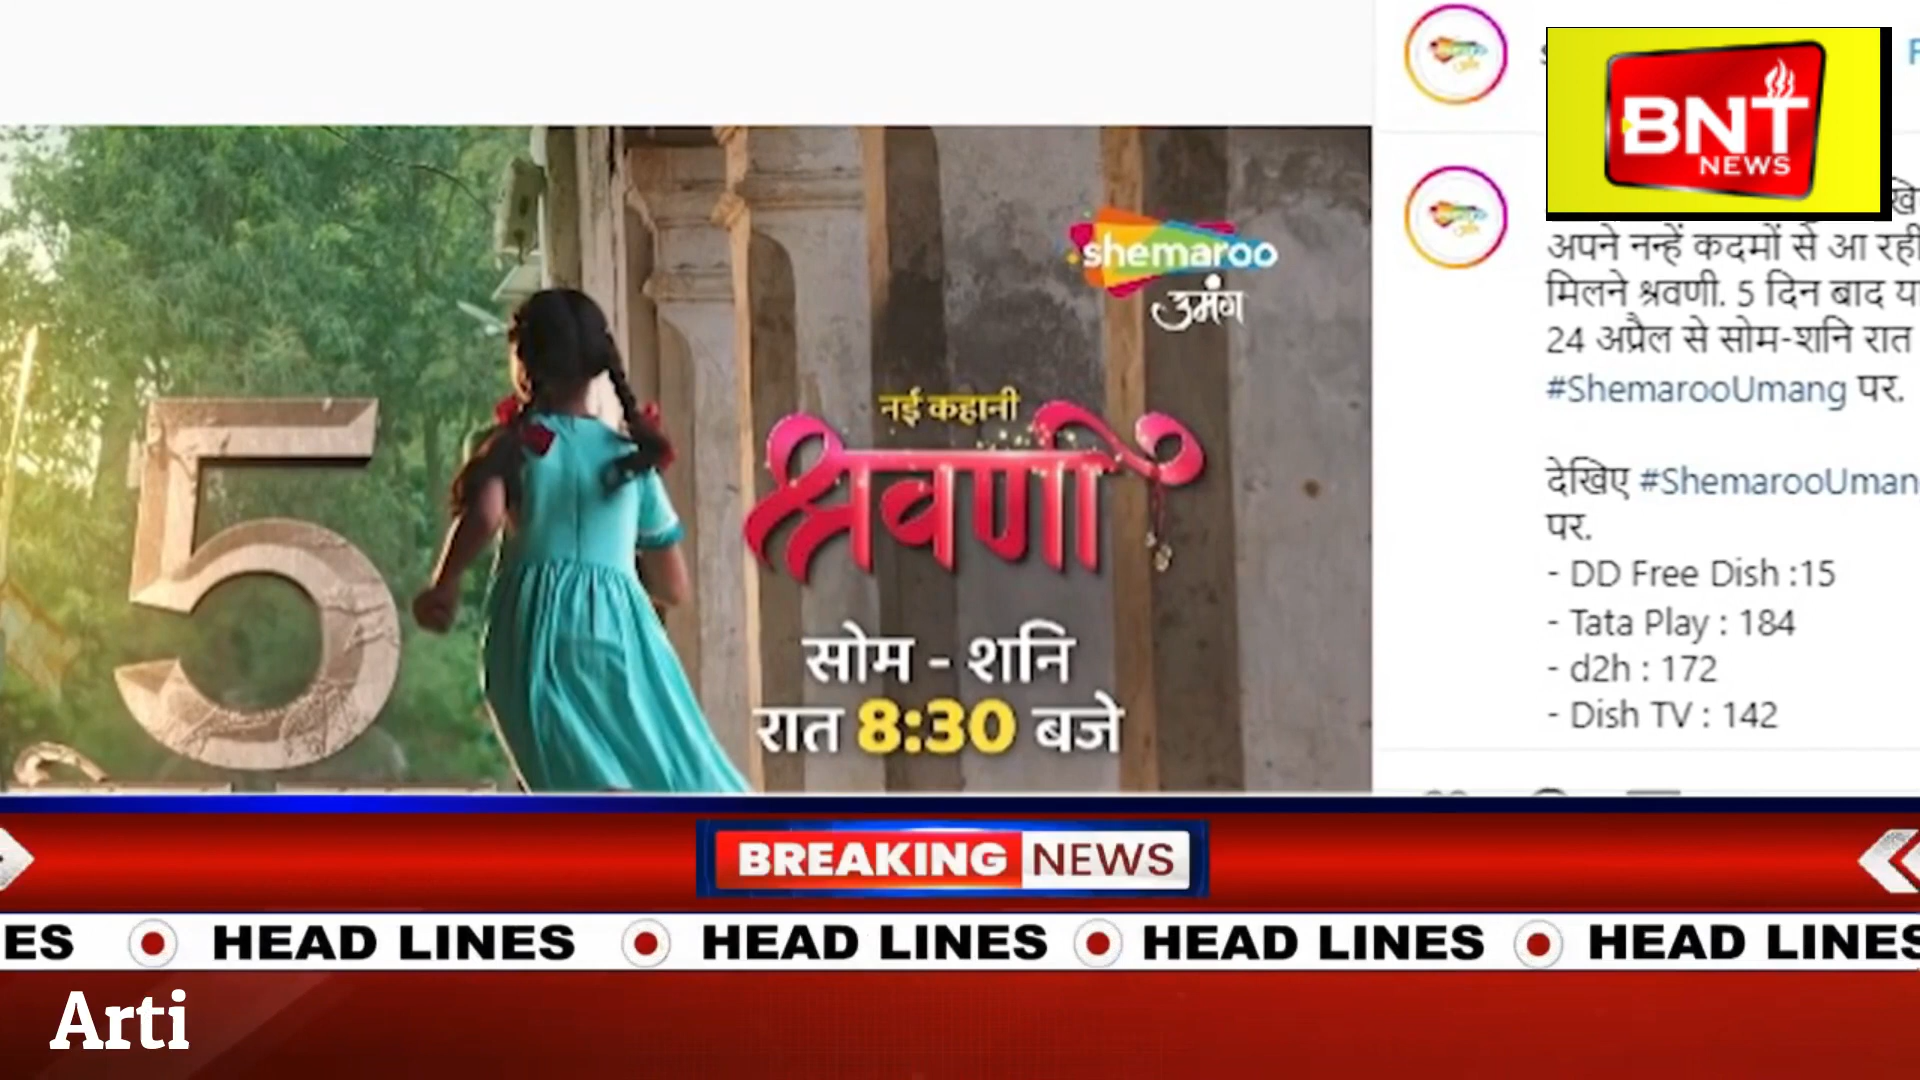 BNT
NEWS
अपने नन्हें कदमों से आ रही
मिलने श्रवणी. 5 दिन बाद
24 अप्रैल से सोम-शनि रात
#ShemarooUmang पर.
देखिए #ShemarooUman
पर.
- DD Free Dish :15
- Tata Play : 184
- d2h : 172
- Dish TV : 142
shemaroo
उमंग
5
नई कहानी
श्रवणी
सोम - शनि
रात 8:30 बजे
BREAKING NEWS
ES HEAD LINES HEAD LINES HEAD LINES HEAD LINES
Arti